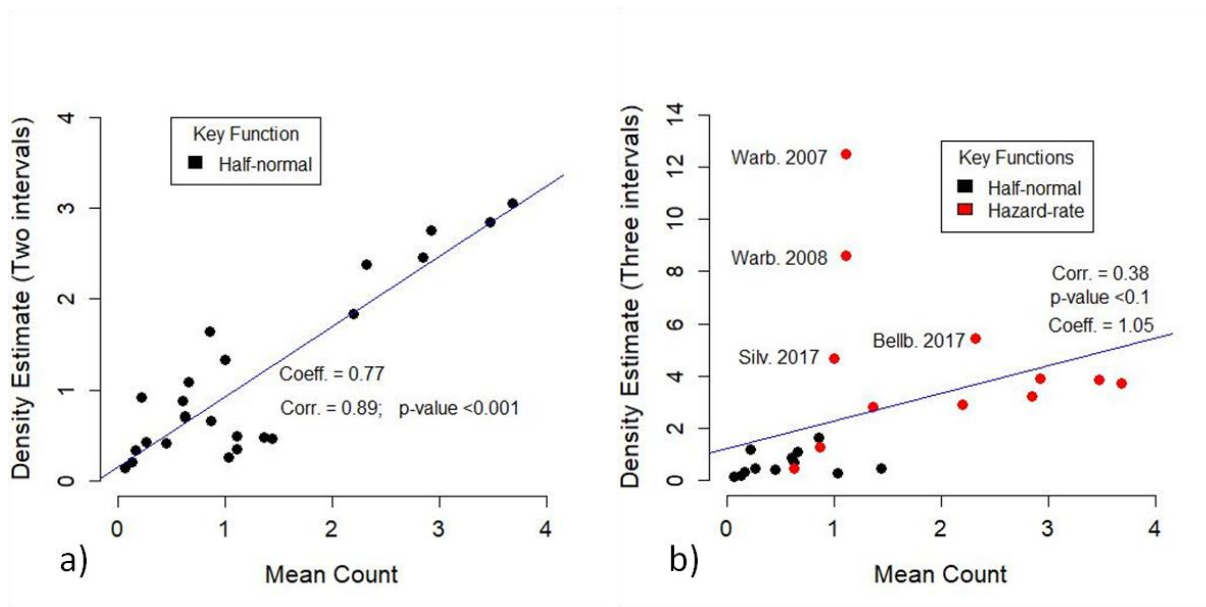 Density Estimate (Two intervals)
4
3
2
1
0
Key Function
Half-normal
Coeff. = 0.77
Corr. = 0.89; p-value <0.001
0 1 2 3 4
Mean Count
a)
Density Estimate (Three intervals)
14
12
10
8
6
4
2
0
Warb. 2007
Key Functions
Half-normal
Hazard-rate
Warb. 2008
Corr. = 0.38
p-value <0.1
Coeff. = 1.05
Bellb. 2017
Silv. 2017
0 1 2 3 4
Mean Count
b)